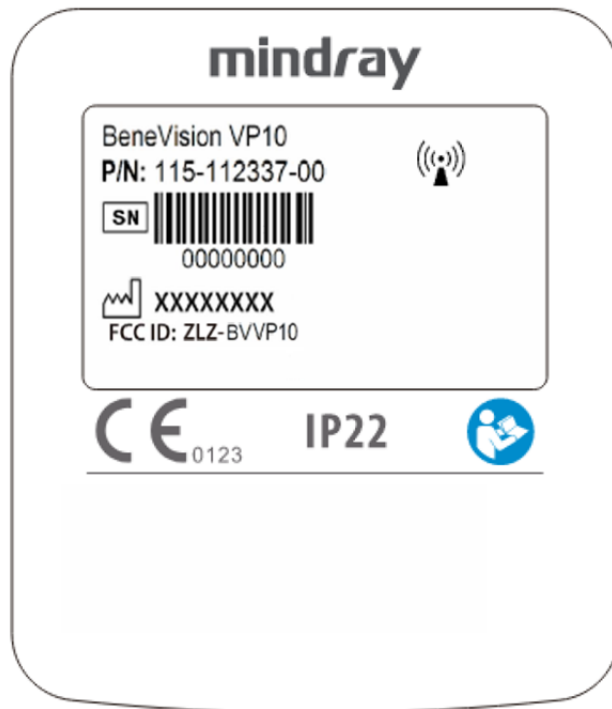 mindray
BeneVision VP10
P/N: 115-112337-00
SN
00000000
XXXXXXXX
FCC ID: ZLZ-BVVP10
CE 0123
IP22